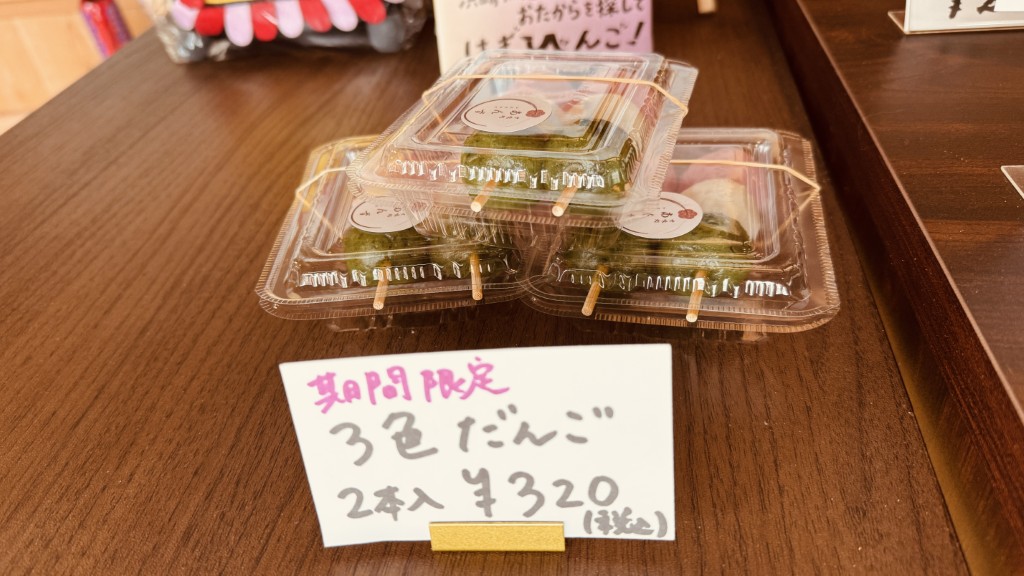 おたからを探して
期間限定
3色だんご
2本入 ¥320
(税込)